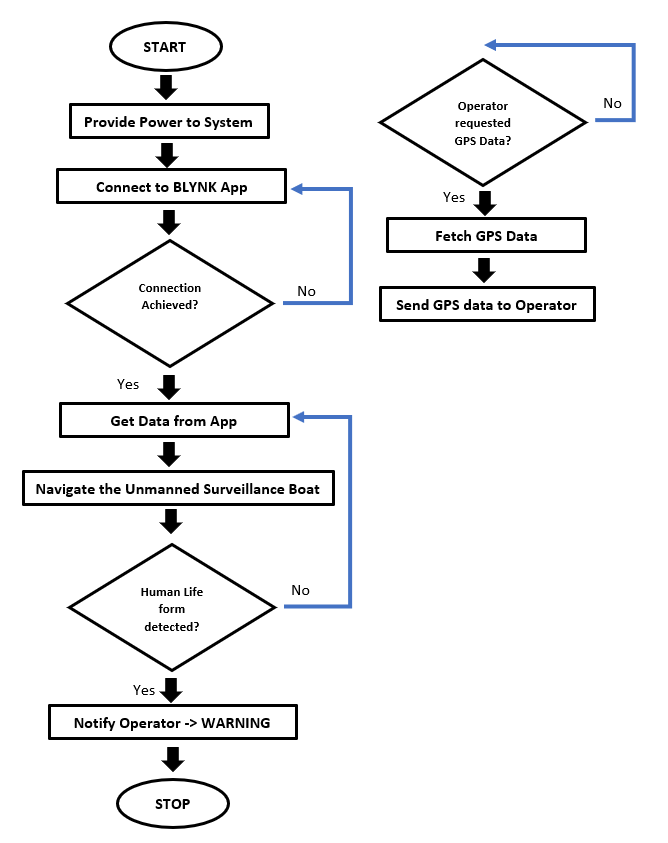 START
Provide Power to System
Connect to BLYNK App
Connection
Achieved?
No
Yes
Get Data from App
Navigate the Unmanned Surveillance Boat
Human Life
form
detected?
No
Yes
Notify Operator -> WARNING
STOP
Operator
requested
GPS Data?
No
Yes
Fetch GPS Data
Send GPS data to Operator